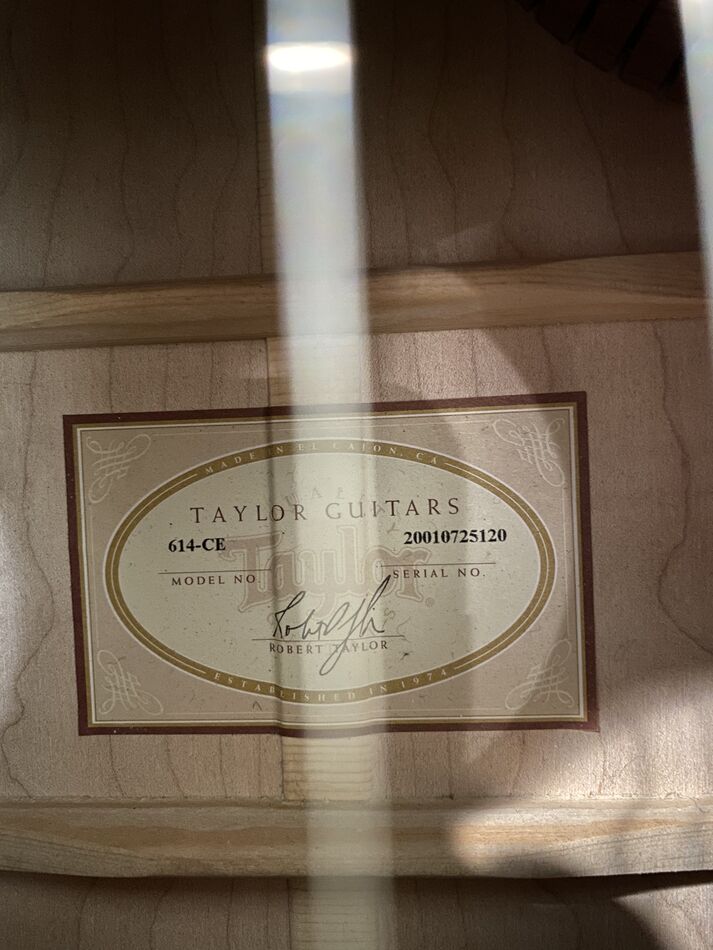 MADE IN EL CAJON, CA
TAYLOR GUITARS
614-CE 20010725120
MODEL NO. SERIAL NO.
Taylor
ROBERT TAYLOR
ESTABLISHED IN 1974